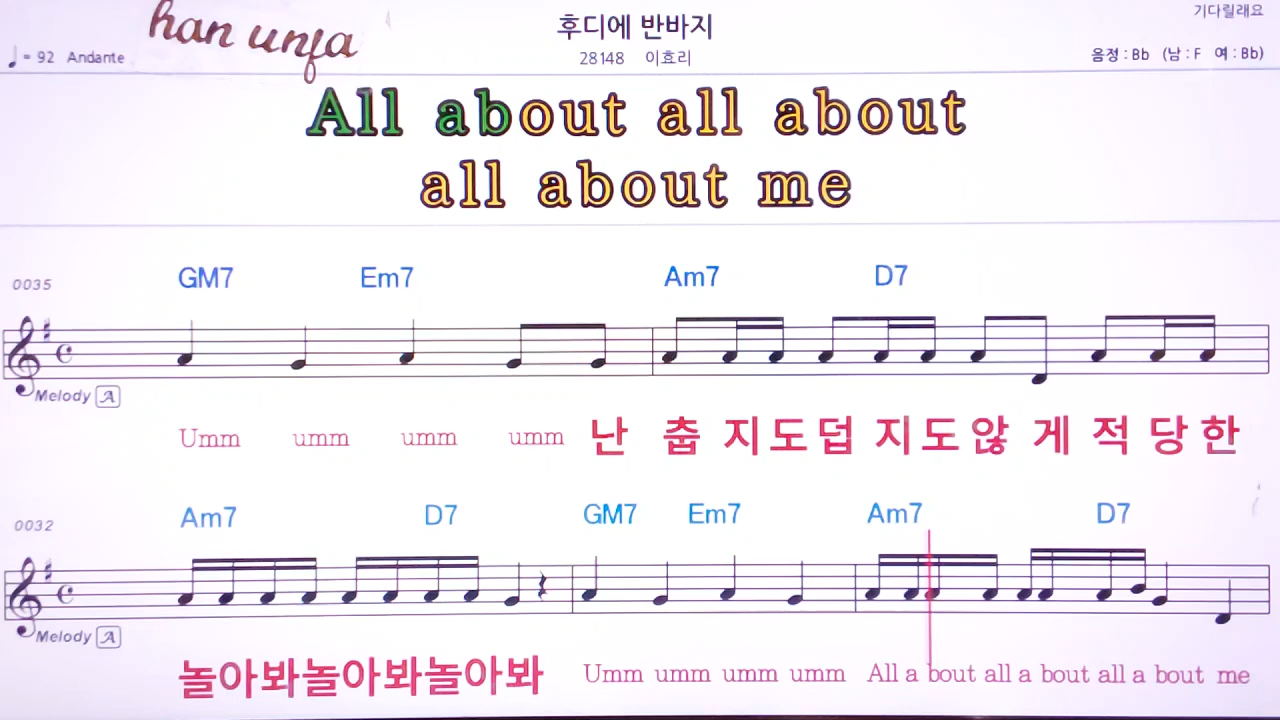 han unfa
후디에 반바지
기다릴래요
♩= 92 Andante
28148 이효리
음정 : Bb (남 : F 여 : Bb)
All about all about
all about me
0035
GM7 Em7 Am7 D7
Melody A
Umm umm umm umm 난 춥 지도덥 지도않 게 적 당한
0032
Am7 D7 GM7 Em7 Am7 D7
Melody A
놀아봐놀아봐놀아봐 Umm umm umm umm All a bout all a bout all a bout me